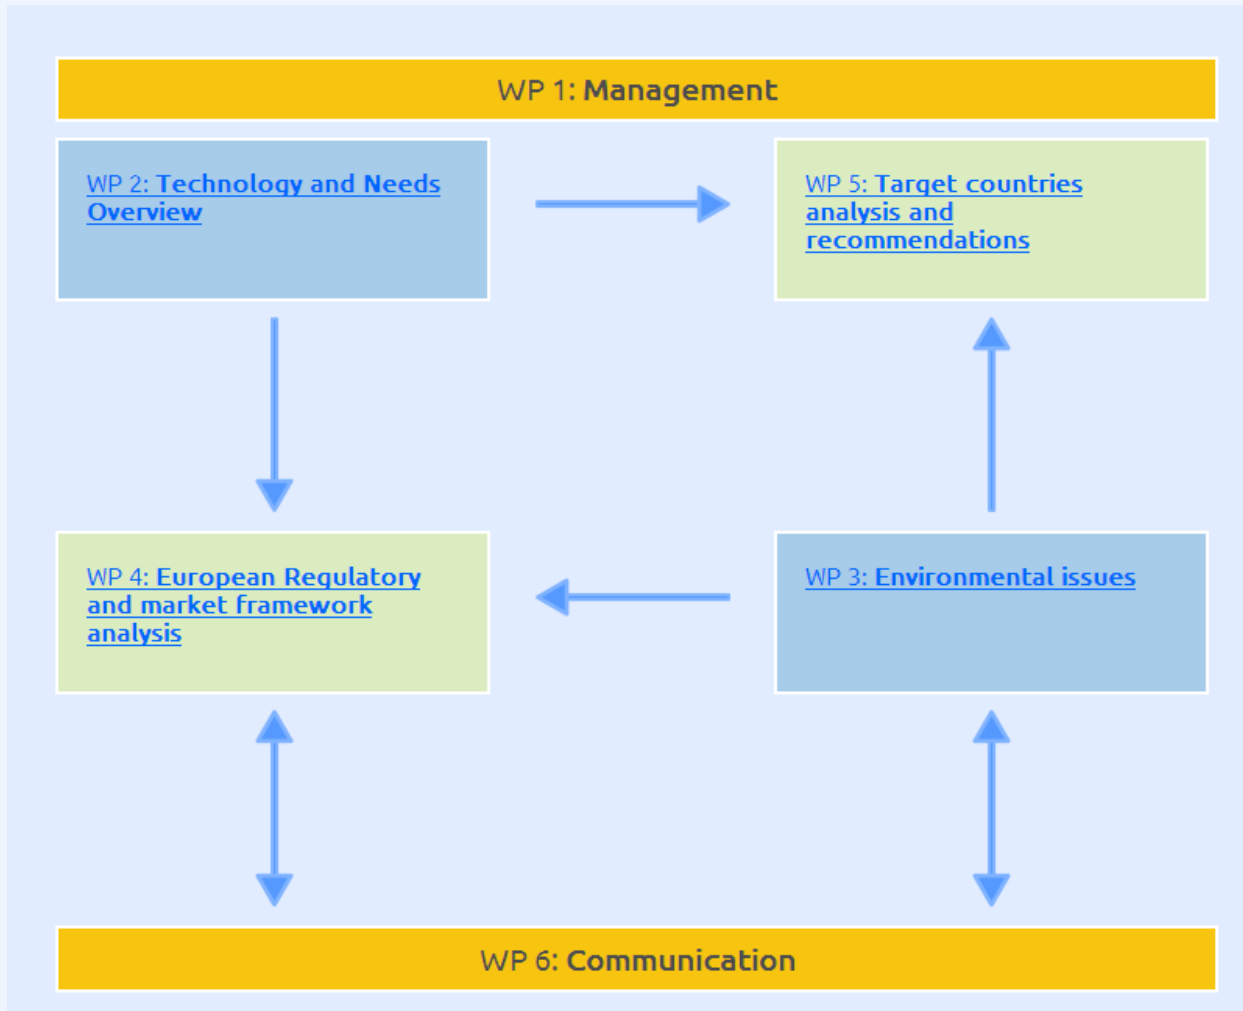 WP 1: Management
WP 2: Technology and Needs
Overview
WP 5: Target countries
analysis and
recommendations
WP 4: European Regulatory
and market framework
analysis
WP 3: Environmental issues
WP 6: Communication